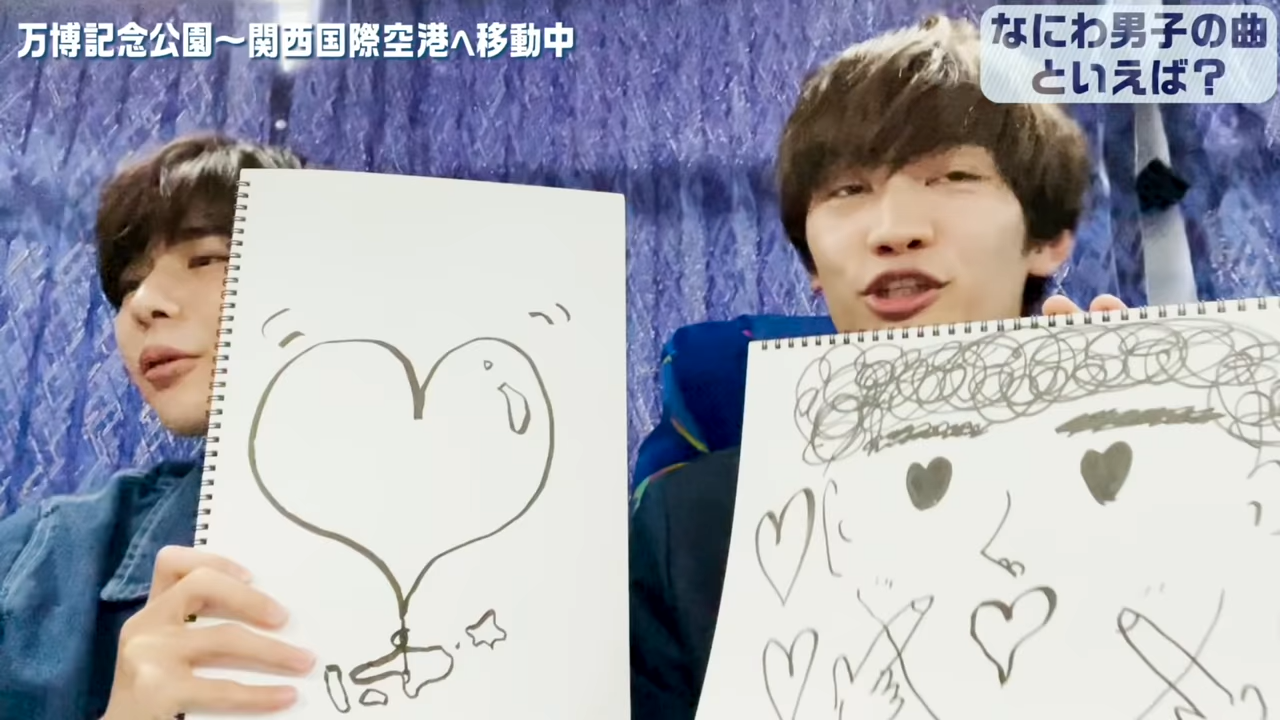 万博記念公園～関西国際空港へ移動中
なにわ男子の曲
といえば？